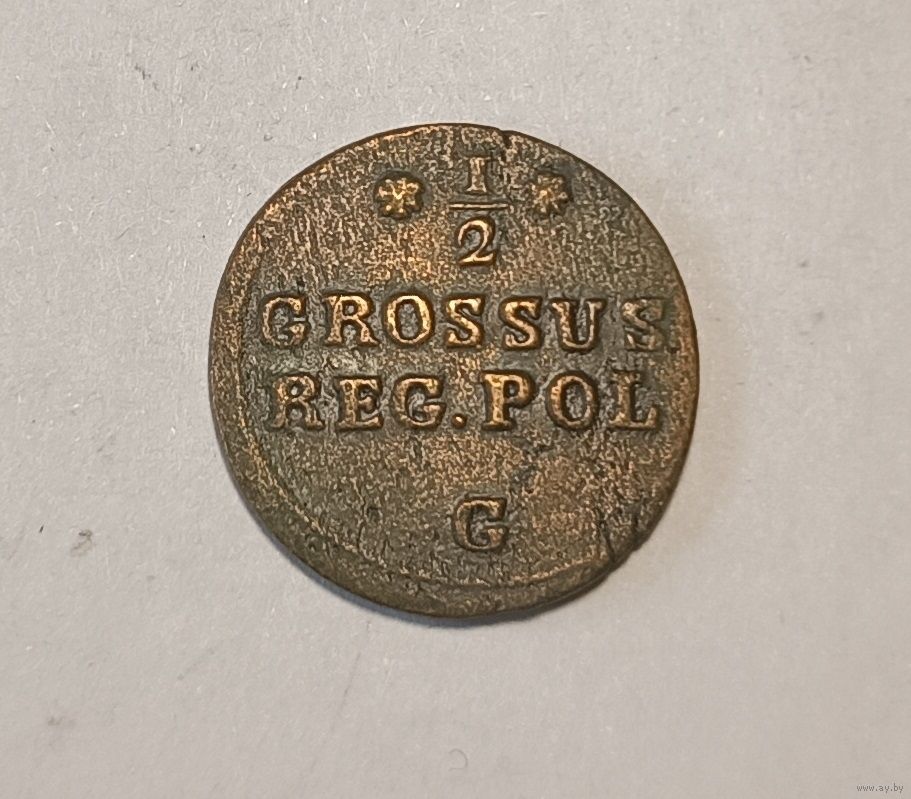 * 1/2 *
GROSSUS
REG. POL
G
www.ay.by